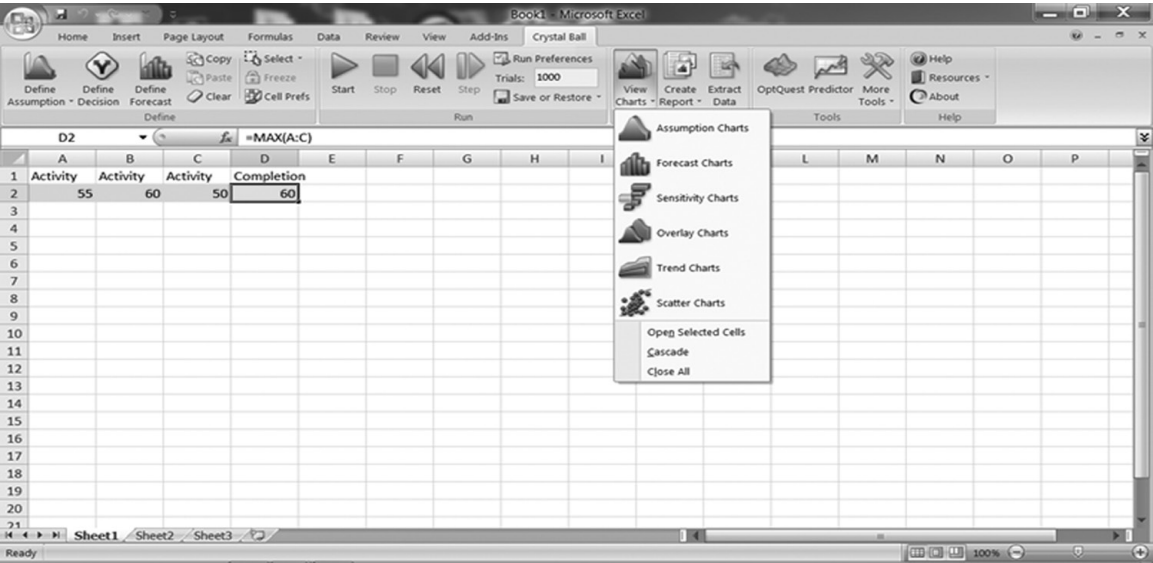 Book1 - Microsoft Excel
Home Insert Page Layout Formulas Data Review View Add-Ins Crystal Ball
Define Assumption
Define Decision
Define Forecast
Copy
Paste
Clear
Select
Freeze
Cell Prefs
Define
Start
Stop
Reset
Step
Run Preferences
Trials: 1000
Save or Restore
Run
View Charts
Create Report
Extract Data
OptQuest
Predictor
More Tools
Tools
Help
Resources
About
Help
D2 fx =MAX(A:C)
A B C D E F G H I L M N O P
1 Activity Activity Activity Completion
2 55 60 50 60
3
4
5
6
7
8
9
10
11
12
13
14
15
16
17
18
19
20
21
Assumption Charts
Forecast Charts
Sensitivity Charts
Overlay Charts
Trend Charts
Scatter Charts
Open Selected Cells
Cascade
Close All
Sheet1 Sheet2 Sheet3
Ready 100%